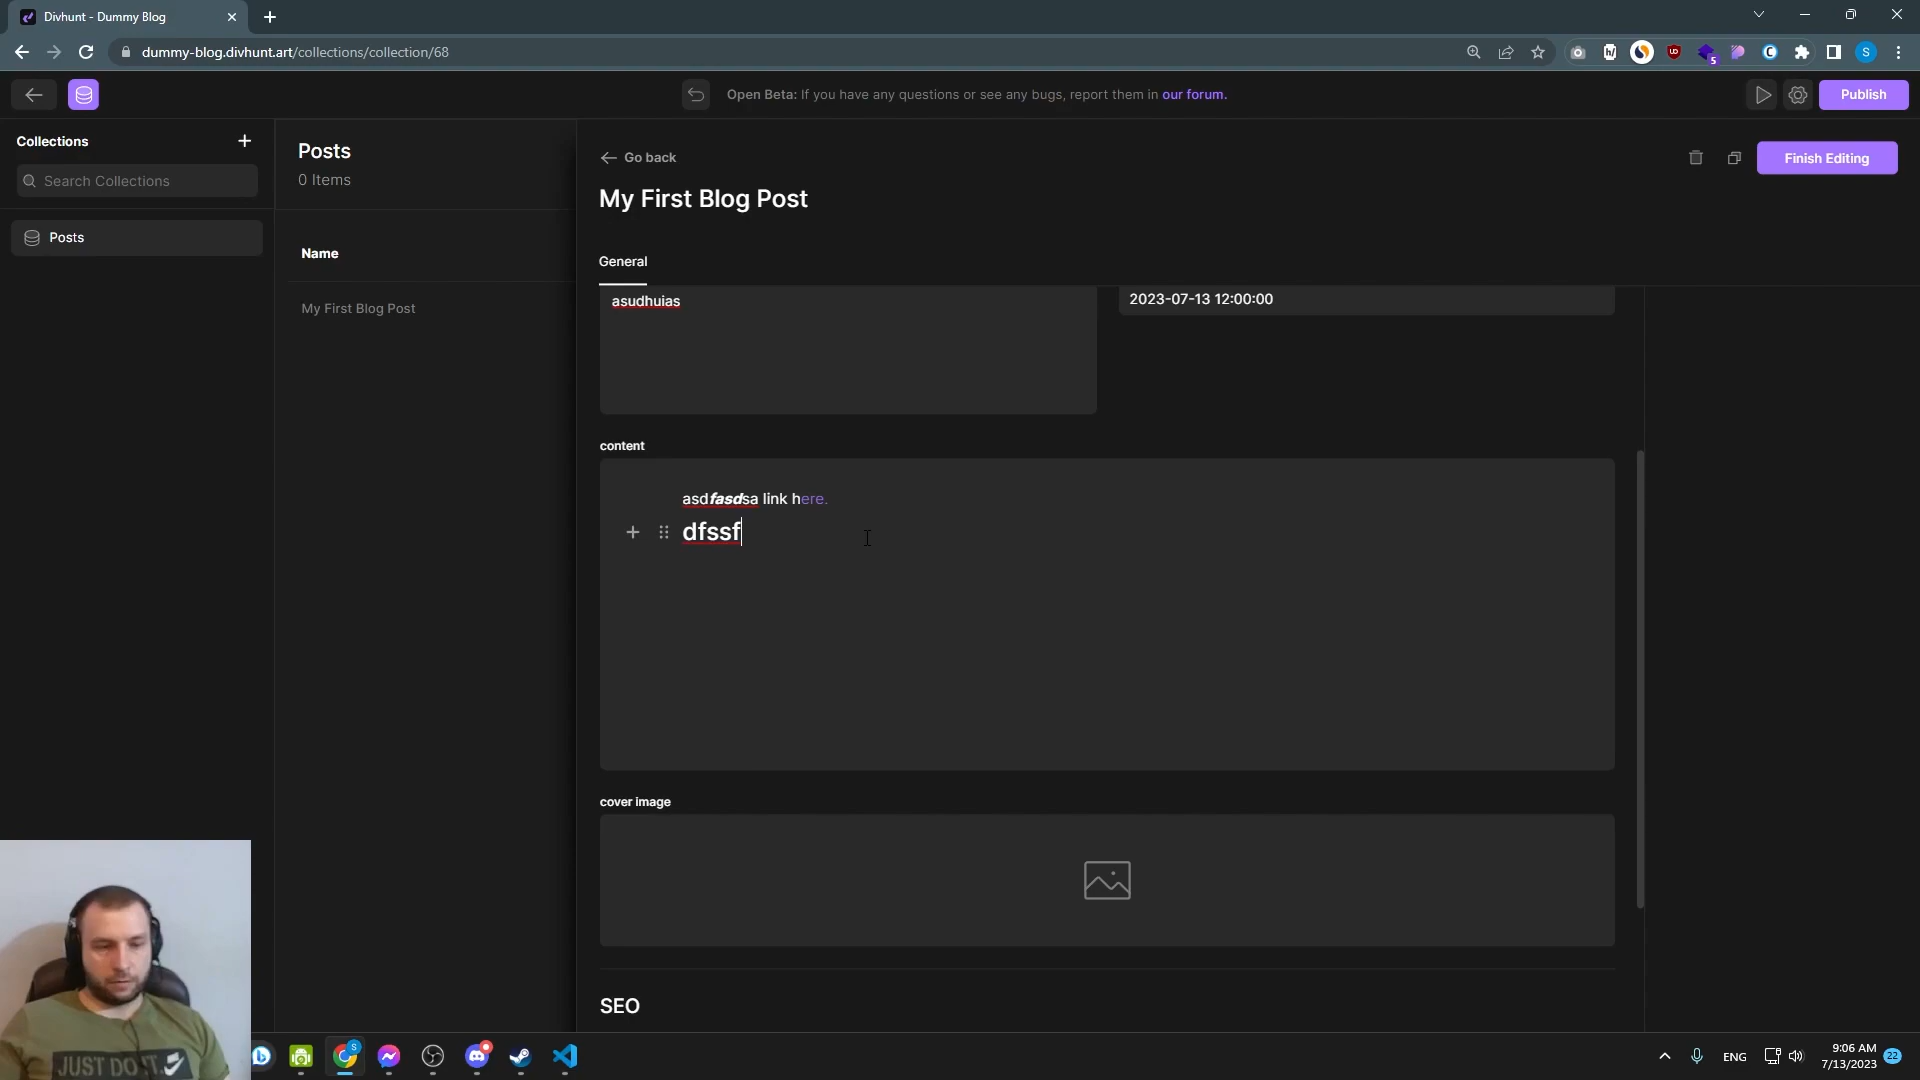 Divhunt - Dummy Blog
dummy-blog.divhunt.art/collections/collection/68
Open Beta: If you have any questions or see any bugs, report them in our forum.
Publish
Collections
Search Collections
Posts
Posts
0 Items
Name
My First Blog Post
Go back
Finish Editing
My First Blog Post
General
asudhuias
2023-07-13 12:00:00
content
asdfasdsa link here.
dfssf
cover image
SEO
JUST DO IT.
ENG
9:06 AM
7/13/2023
22